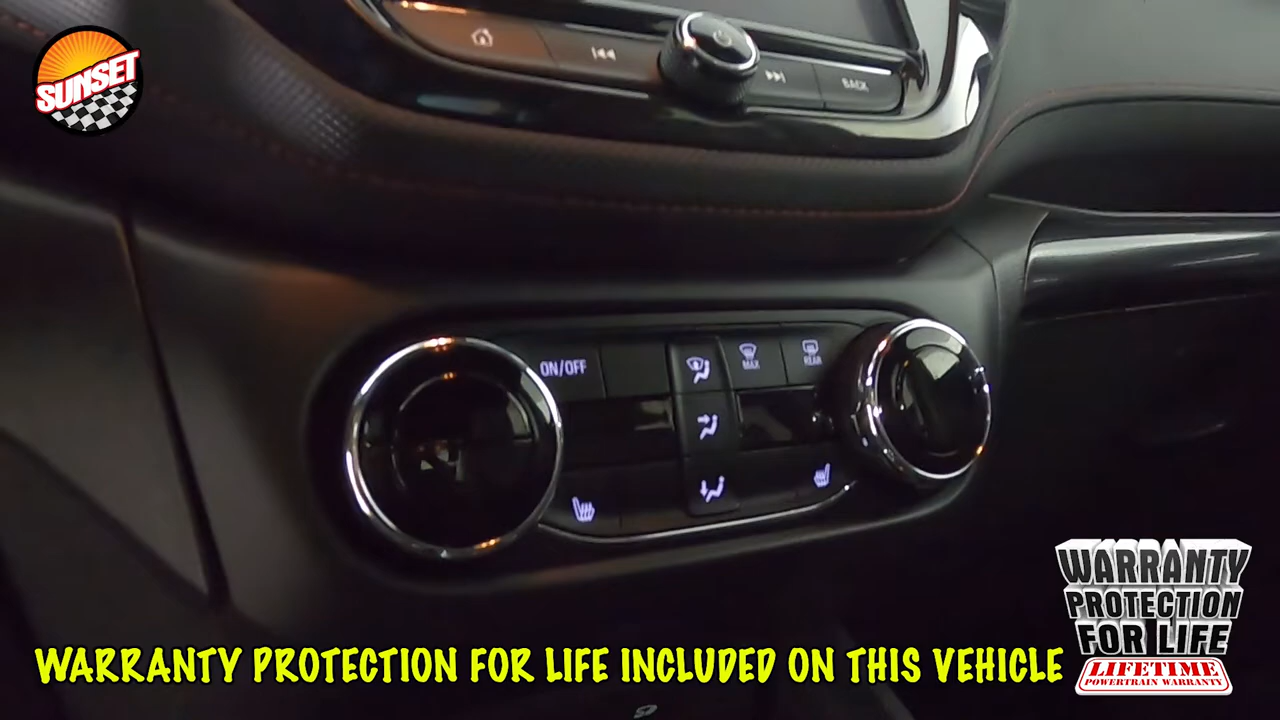 SUNSET
BACK
ON/OFF
MAX
REAR
WARRANTY
PROTECTION
FOR LIFE
LIFETIME
POWERTRAIN WARRANTY
WARRANTY PROTECTION FOR LIFE INCLUDED ON THIS VEHICLE